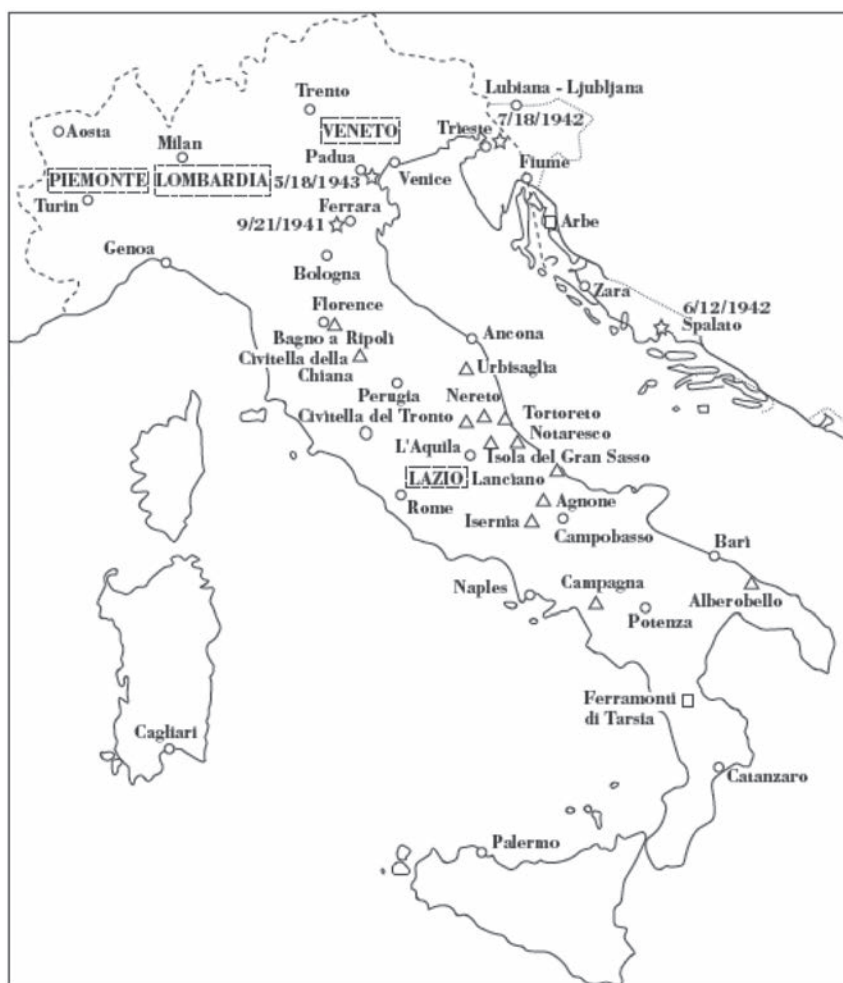 Lubiana - Ljubljana
Trento
7/18/1942
Aosta
Milan
VENETO
Trieste
Padua
PIEMONTE
LOMBARDIA
5/18/1943
Venice
Fiume
Turin
Ferrara
9/21/1941
Arbe
Genoa
Bologna
Zara
6/12/1942
Florence
Spalato
Bagno a Ripoli
Ancona
Civitella della
Chiana
Urbisaglia
Perugia
Nereto
Civitella del Tronto
Tortoreto
Notaresco
L'Aquila
Isola del Gran Sasso
LAZIO
Lanciano
Rome
Agnone
Isernia
Campobasso
Bari
Naples
Campagna
Alberobello
Potenza
Ferramonti
di Tarsia
Cagliari
Catanzaro
Palermo